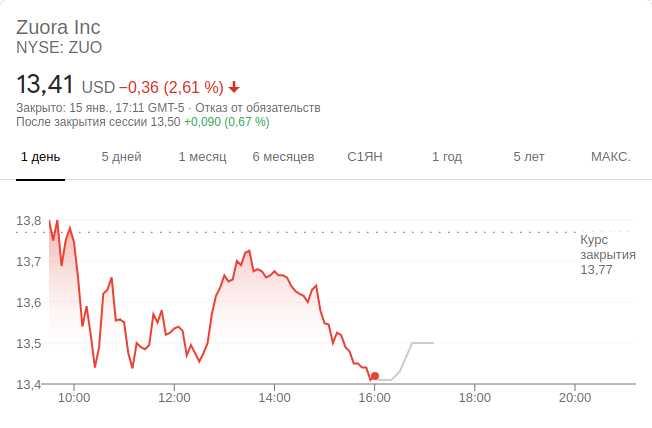 Zuora Inc
NYSE: ZUO
13,41 USD −0,36 (2,61 %)
Закрыто: 15 янв., 17:11 GMT-5 · Отказ от обязательств
После закрытия сессии 13,50 +0,090 (0,67 %)
1 день 5 дней 1 месяц 6 месяцев С1ЯН 1 год 5 лет МАКС.
13,8
Курс
закрытия
13,77
13,7
13,6
13,5
13,4
10:00 12:00 14:00 16:00 18:00 20:00